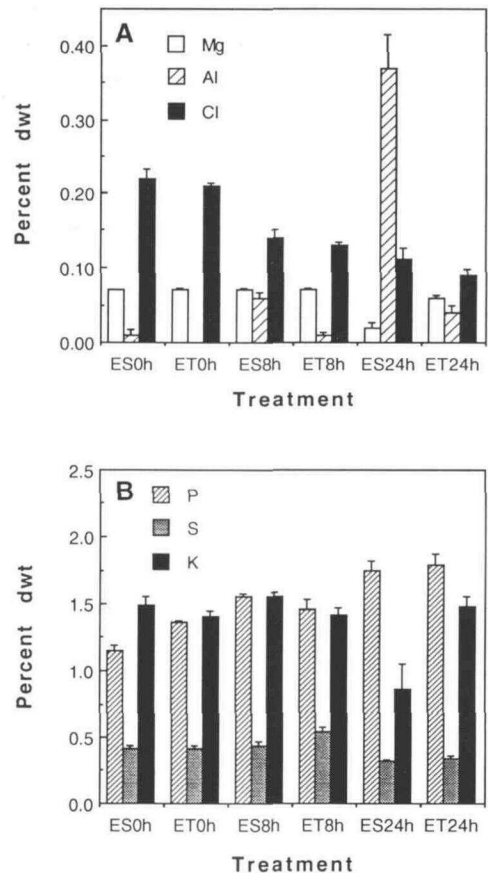 A
Mg
Al
Cl
Percent dwt
0.40
0.30
0.20
0.10
0.00
ES0h ET0h ES8h ET8h ES24h ET24h
Treatment
B
P
S
K
Percent dwt
2.5
2.0
1.5
1.0
0.5
0.0
ES0h ET0h ES8h ET8h ES24h ET24h
Treatment